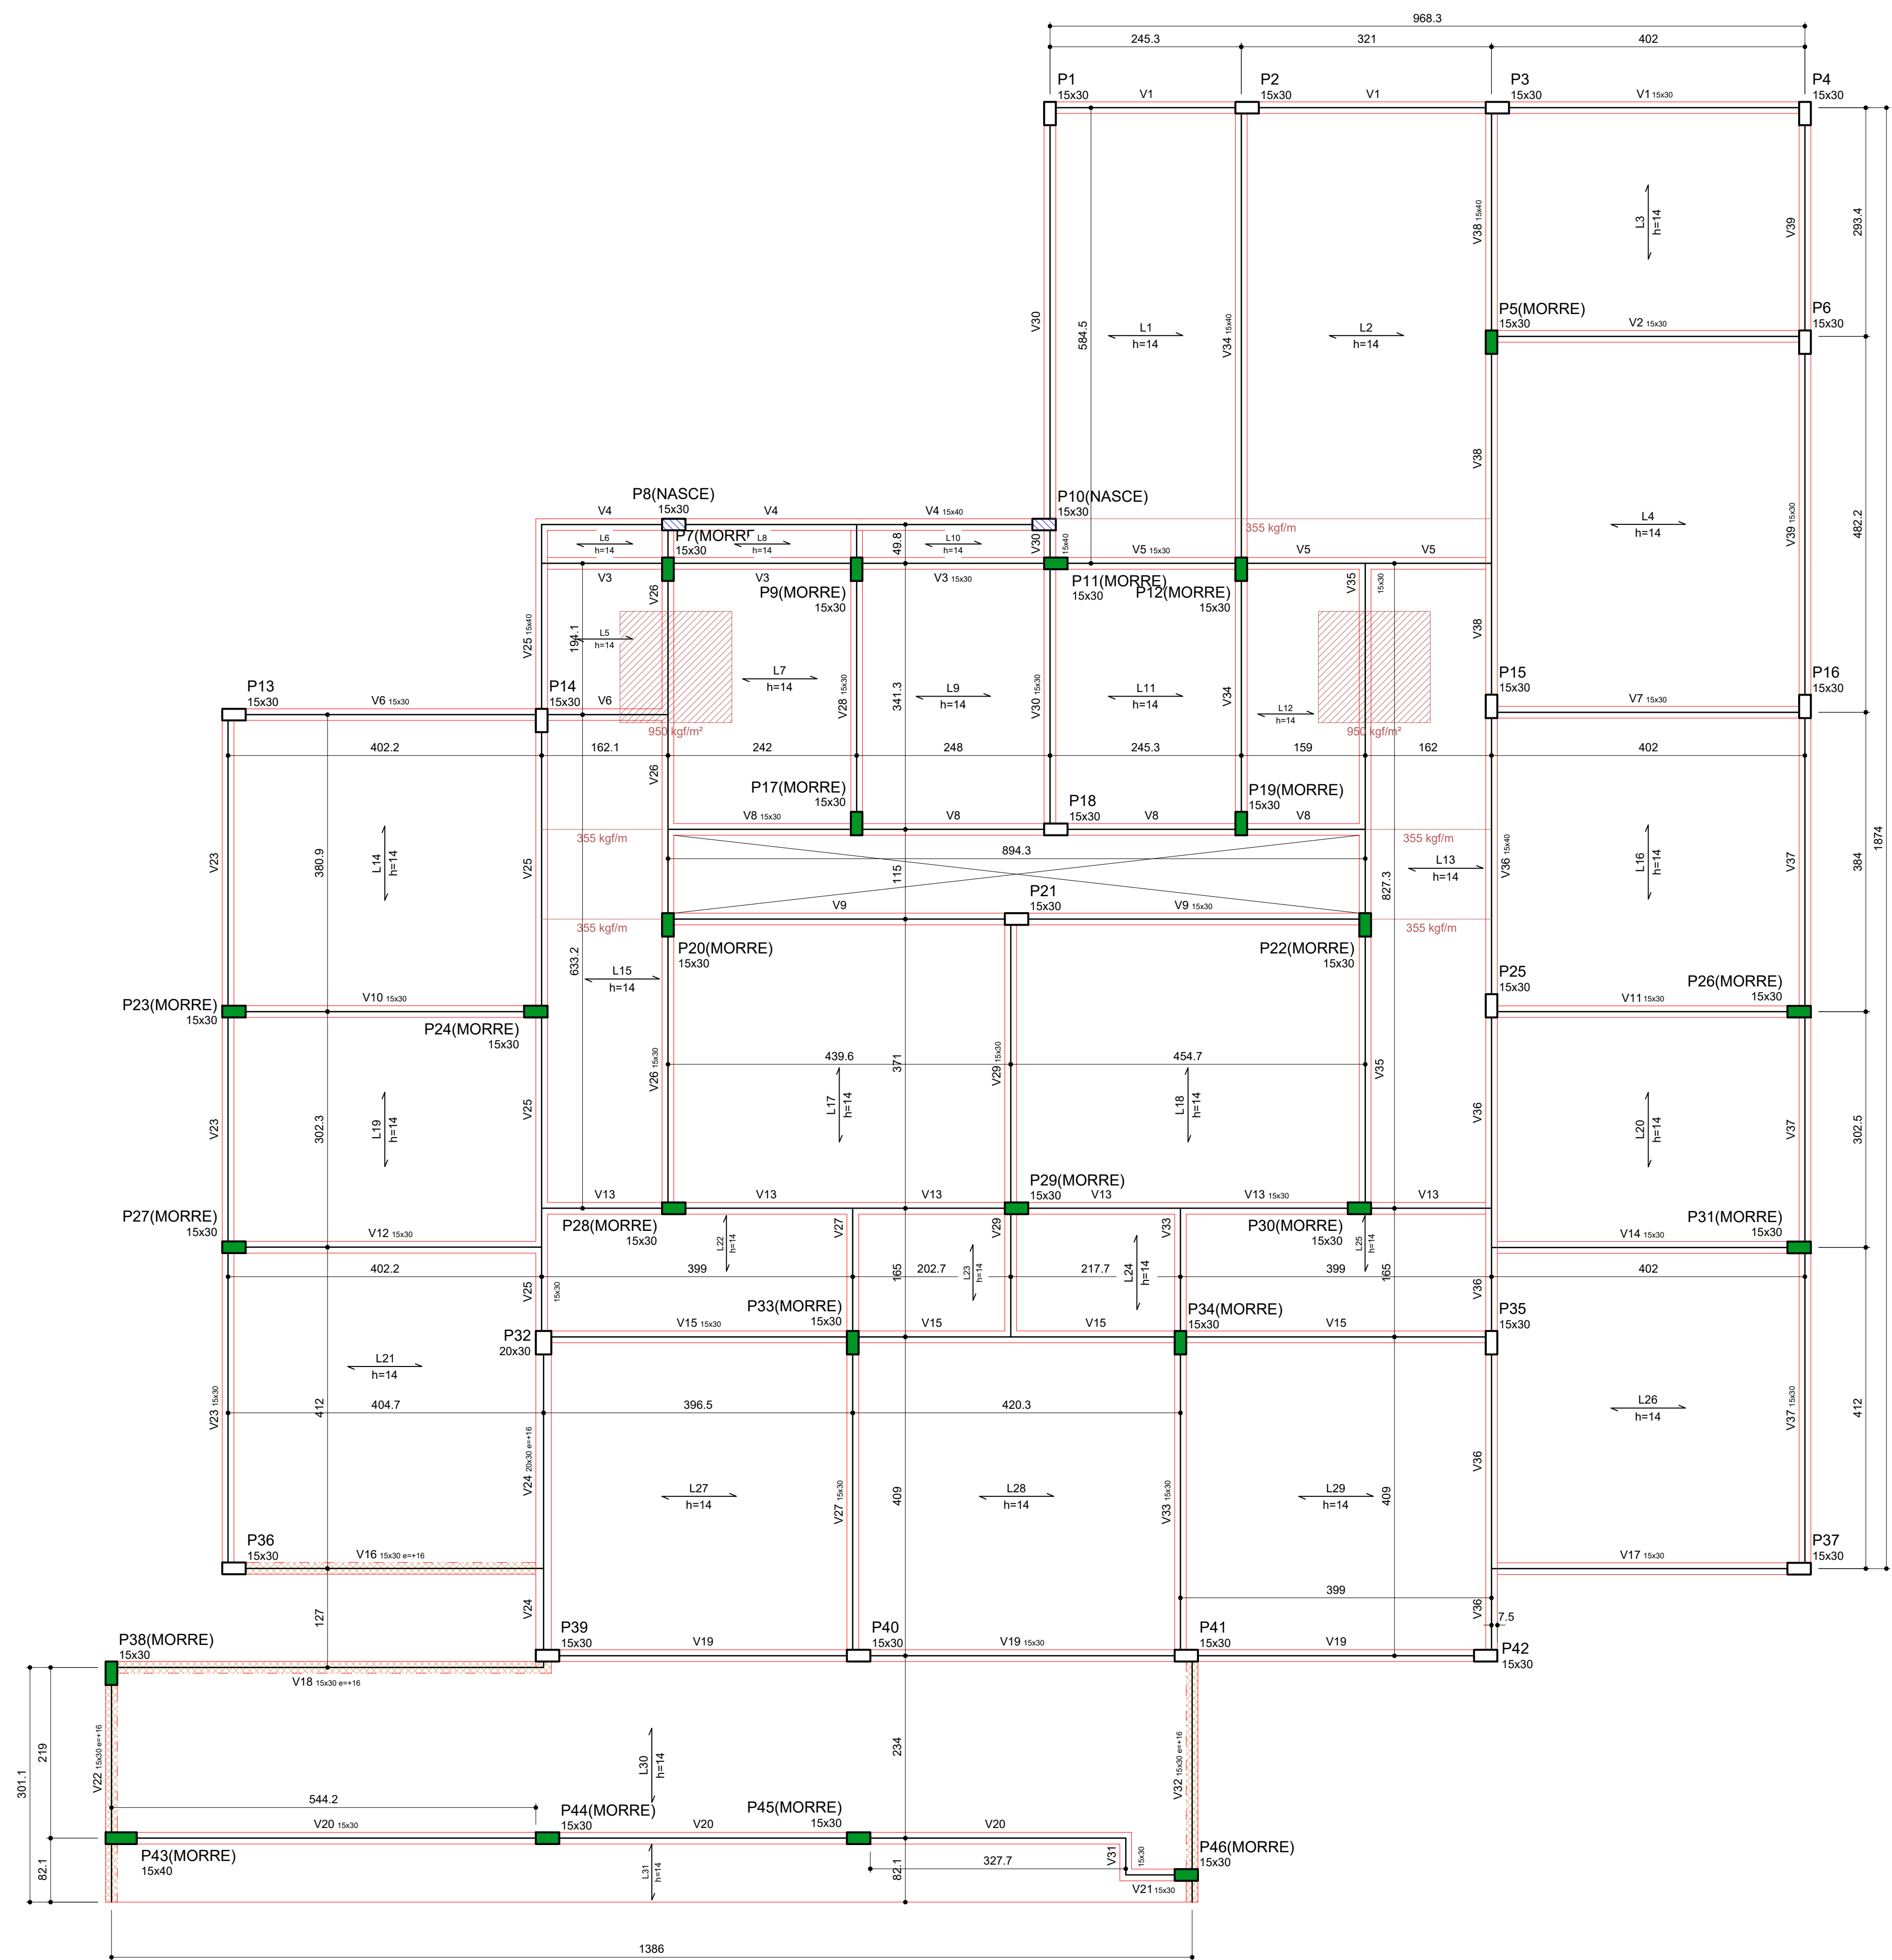 968.3
245.3
321
402
P1
15x30
V1
P2
15x30
V1
P3
15x30
V1 15x30
P4
15x30
V30
584.5
L1
h=14
V34 15x40
L2
h=14
V38 15x40
L3
h=14
V39
293.4
P5(MORRE)
15x30
V2 15x30
P6
15x30
V38
L4
h=14
V39 15x30
482.2
1874
P8(NASCE)
15x30
V4
V4
V4 15x40
P10(NASCE)
15x30
355 kgf/m
L6
h=14
P7(MORRE)
15x30
L8
h=14
49.8
L10
h=14
V30
15x40
V5 15x30
V5
V5
V3
V3
V3 15x30
V26
P9(MORRE)
15x30
P11(MORRE)
15x30
P12(MORRE)
15x30
V35
15x30
V25 15x40
194.1
L5
h=14
L7
h=14
V28 15x30
341.3
L9
h=14
V30 15x30
L11
h=14
V34
L12
h=14
V38
950 kgf/m²
950 kgf/m²
P13
15x30
V6 15x30
P14
15x30
V6
P15
15x30
V7 15x30
P16
15x30
402.2
162.1
242
248
245.3
159
162
402
V26
P17(MORRE)
15x30
V8 15x30
V8
P18
15x30
V8
P19(MORRE)
15x30
V8
355 kgf/m
355 kgf/m
V23
380.9
L14
h=14
V25
894.3
115
827.3
L13
h=14
V36 15x40
L16
h=14
V37
384
V9
P21
15x30
V9 15x30
355 kgf/m
355 kgf/m
P20(MORRE)
15x30
P22(MORRE)
15x30
633.2
L15
h=14
P23(MORRE)
15x30
V10 15x30
P24(MORRE)
15x30
P25
15x30
V11 15x30
P26(MORRE)
15x30
439.6
371
454.7
V23
302.3
L19
h=14
V25
V26 15x30
L17
h=14
V29 15x30
L18
h=14
V35
V36
L20
h=14
V37
302.5
V13
V13
V13
P29(MORRE)
15x30
V13
V13 15x30
V13
P27(MORRE)
15x30
V12 15x30
P28(MORRE)
15x30
L22
h=14
V27
V29
V33
P30(MORRE)
15x30
L25
h=14
V14 15x30
P31(MORRE)
15x30
402.2
V25
15x30
399
165
202.7
L23
h=14
217.7
L24
h=14
399
165
V36
402
P32
20x30
V15 15x30
P33(MORRE)
15x30
V15
V15
P34(MORRE)
15x30
V15
P35
15x30
L21
h=14
V23 15x30
412
404.7
396.5
420.3
L26
h=14
V37 15x30
412
V24 20x30 e=+16
L27
h=14
V27 15x30
409
L28
h=14
V33 15x30
L29
h=14
409
V36
P36
15x30
V16 15x30 e=+16
V17 15x30
P37
15x30
399
127
V24
V36
7.5
P38(MORRE)
15x30
P39
15x30
V19
P40
15x30
V19 15x30
P41
15x30
V19
P42
15x30
V18 15x30 e=+16
301.1
219
V22 15x30 e=+16
L30
h=14
234
V32 15x30 e=+16
544.2
V20 15x30
P44(MORRE)
15x30
V20
P45(MORRE)
15x30
V20
P43(MORRE)
15x40
82.1
L31
h=14
82.1
327.7
V31
15x30
P46(MORRE)
15x30
V21 15x30
1386